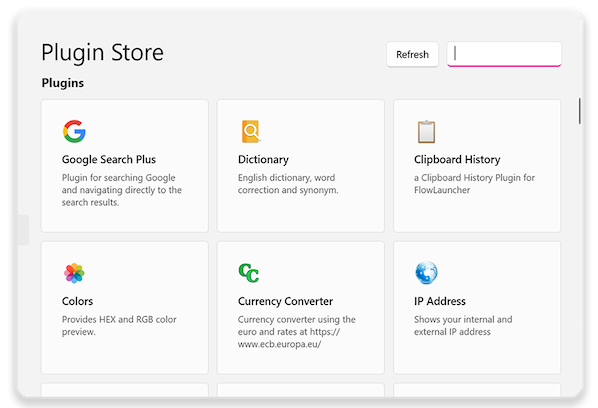 Plugin Store
Refresh
Plugins
Google Search Plus
Plugin for searching Google
and navigating directly to the
search results.
Dictionary
English dictionary, word
correction and synonym.
Clipboard History
a Clipboard History Plugin for
FlowLauncher
Colors
Provides HEX and RGB color
preview.
CC
Currency Converter
Currency converter using the
euro and rates at https://
www.ecb.europa.eu/
IP Address
Shows your internal and
external IP address